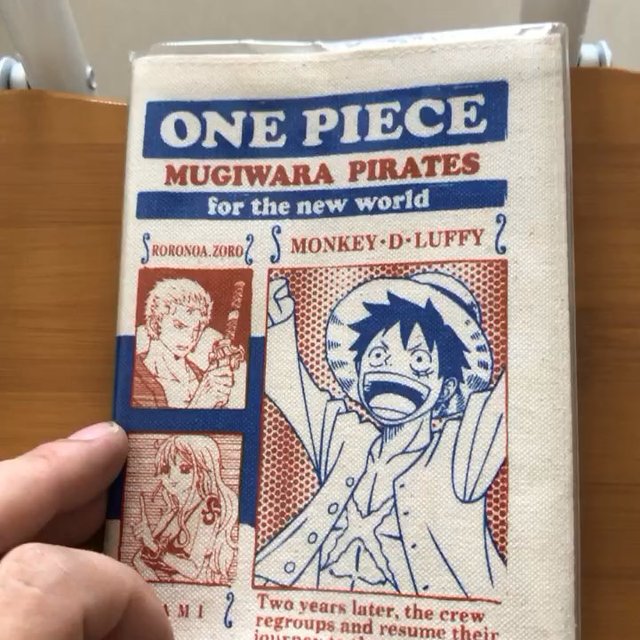 ONE PIECE
MUGIWARA PIRATES
for the new world
RORONOA.ZORO
MONKEY·D·LUFFY
Two years later, the crew
regroups and resume their